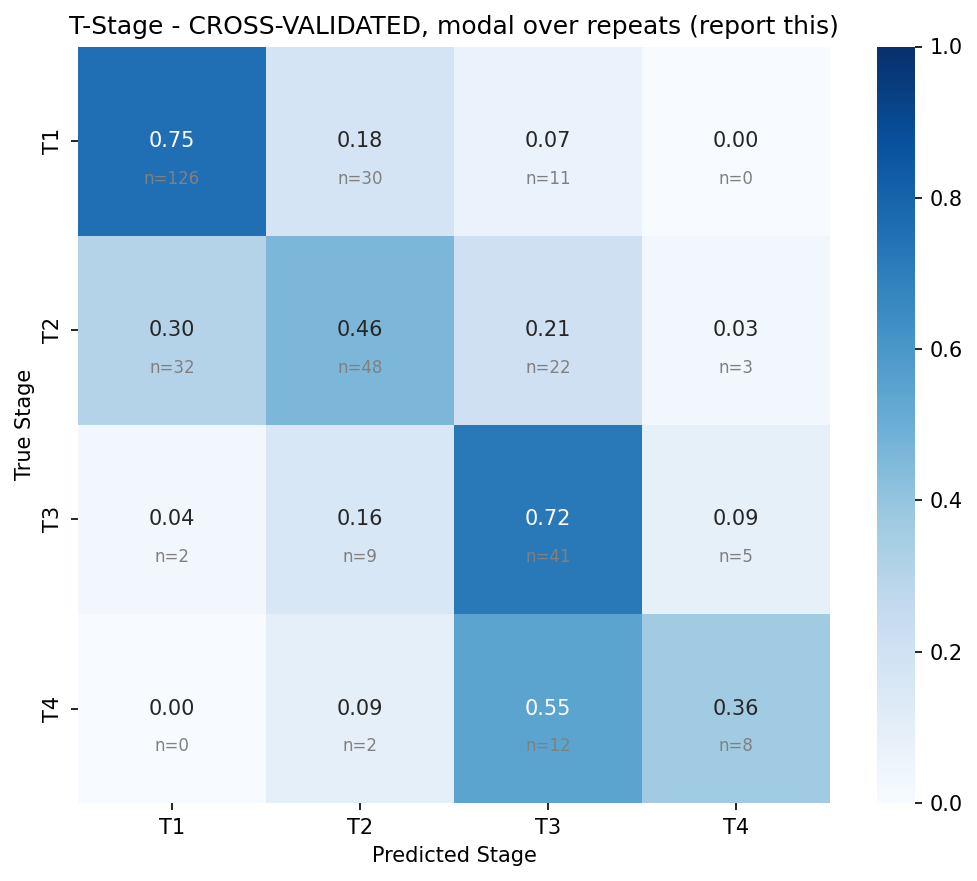 T-Stage - CROSS-VALIDATED, modal over repeats (report this)
True Stage
T1 0.75 0.18 0.07 0.00
n=126 n=30 n=11 n=0
T2 0.30 0.46 0.21 0.03
n=32 n=48 n=22 n=3
T3 0.04 0.16 0.72 0.09
n=2 n=9 n=41 n=5
T4 0.00 0.09 0.55 0.36
n=0 n=2 n=12 n=8
T1 T2 T3 T4
Predicted Stage
1.0
0.8
0.6
0.4
0.2
0.0